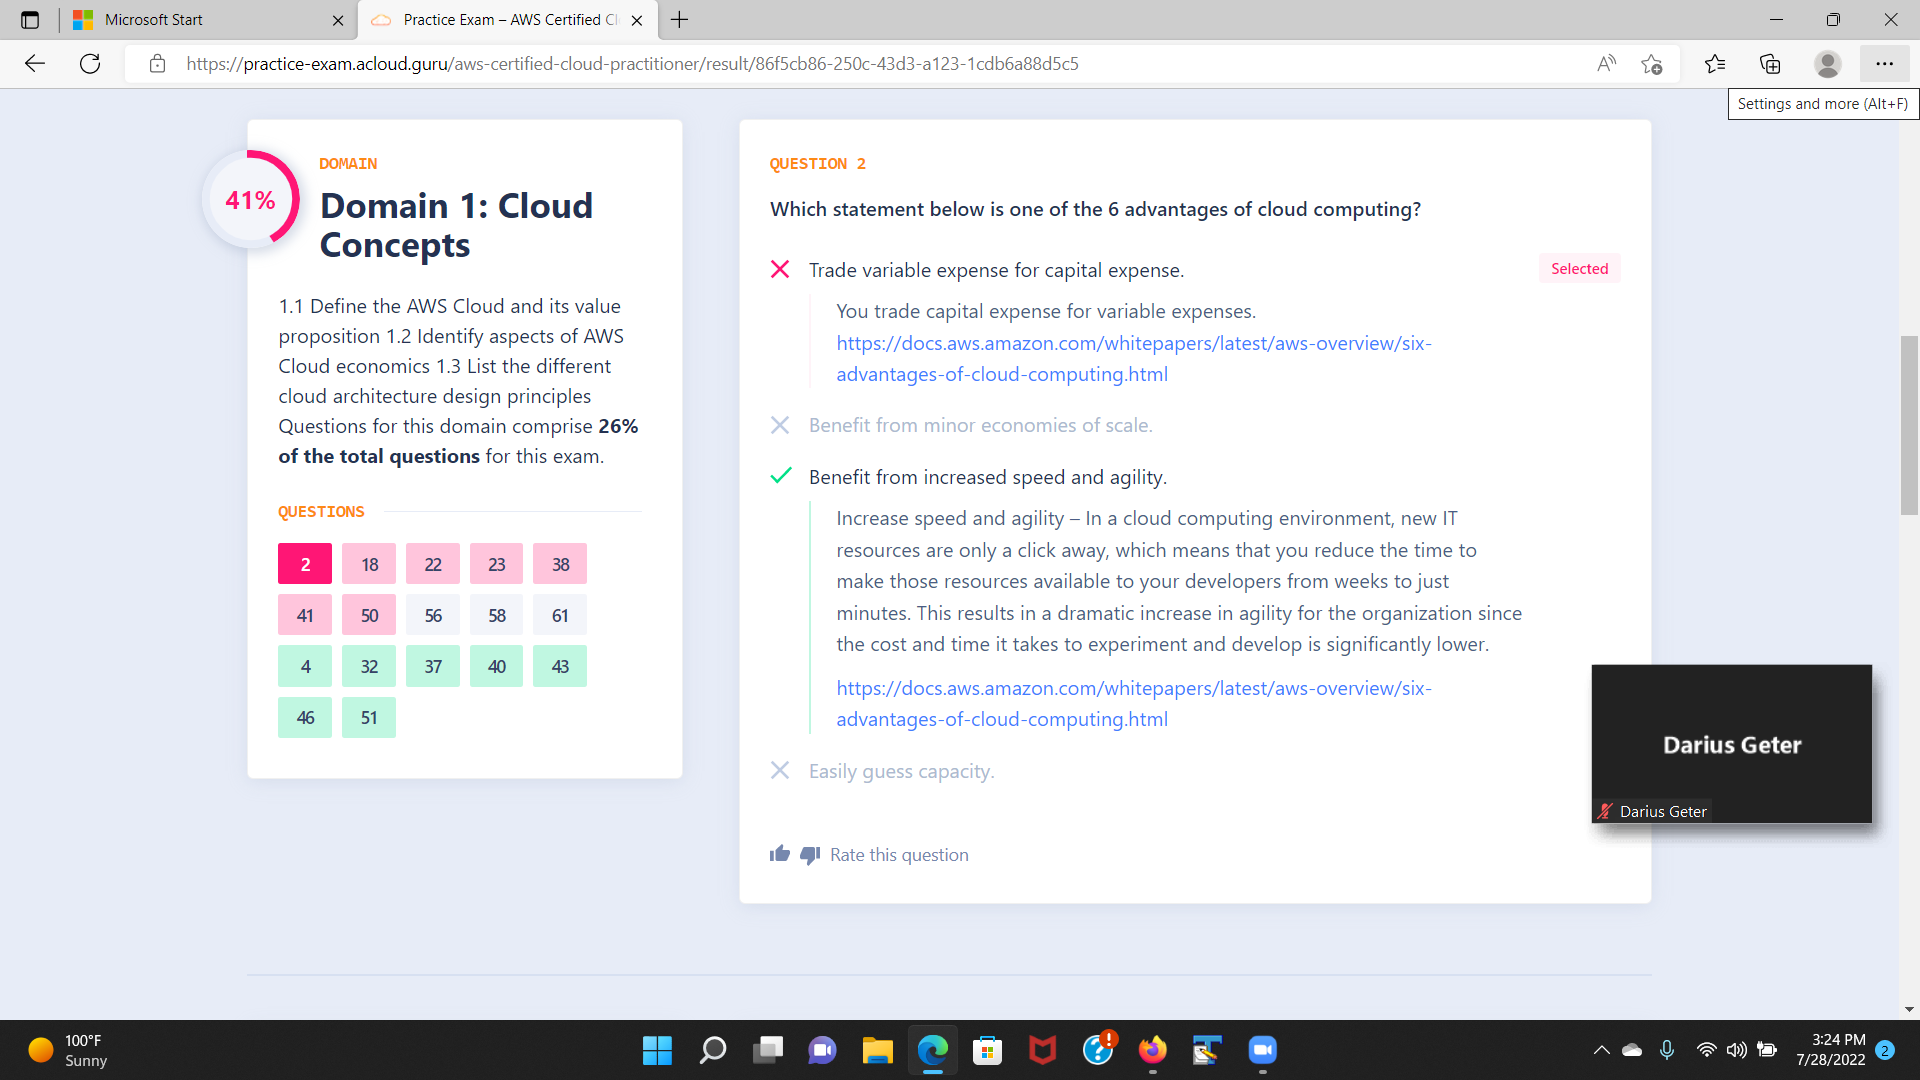 Microsoft Start
Practice Exam – AWS Certified Cl
https://practice-exam.acloud.guru/aws-certified-cloud-practitioner/result/86f5cb86-250c-43d3-a123-1cdb6a88d5c5
Settings and more (Alt+F)
41%
DOMAIN
Domain 1: Cloud
Concepts
1.1 Define the AWS Cloud and its value
proposition 1.2 Identify aspects of AWS
Cloud economics 1.3 List the different
cloud architecture design principles
Questions for this domain comprise 26%
of the total questions for this exam.
QUESTIONS
2 18 22 23 38
41 50 56 58 61
4 32 37 40 43
46 51
QUESTION 2
Which statement below is one of the 6 advantages of cloud computing?
Trade variable expense for capital expense.
Selected
You trade capital expense for variable expenses.
https://docs.aws.amazon.com/whitepapers/latest/aws-overview/six-
advantages-of-cloud-computing.html
Benefit from minor economies of scale.
Benefit from increased speed and agility.
Increase speed and agility – In a cloud computing environment, new IT
resources are only a click away, which means that you reduce the time to
make those resources available to your developers from weeks to just
minutes. This results in a dramatic increase in agility for the organization since
the cost and time it takes to experiment and develop is significantly lower.
https://docs.aws.amazon.com/whitepapers/latest/aws-overview/six-
advantages-of-cloud-computing.html
Easily guess capacity.
Rate this question
Darius Geter
Darius Geter
100°F
Sunny
3:24 PM
7/28/2022
2